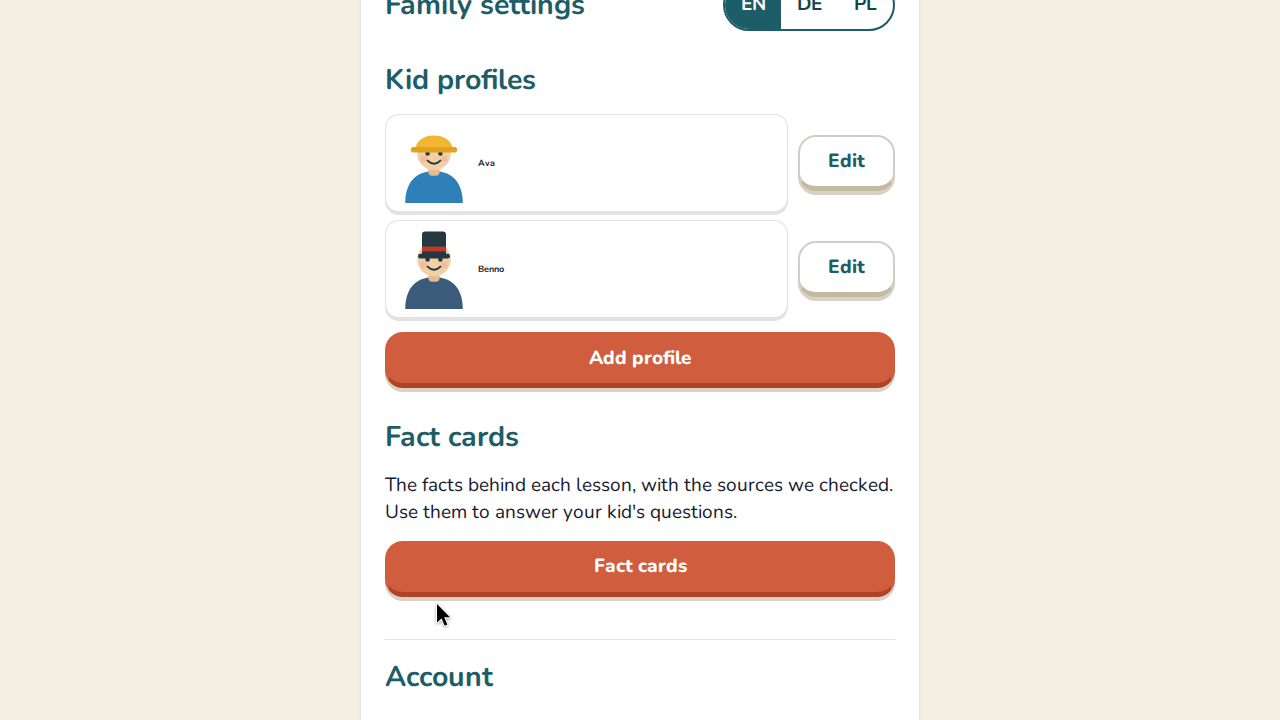 Family settings
EN DE PL
Kid profiles
Ava
Edit
Benno
Edit
Add profile
Fact cards
The facts behind each lesson, with the sources we checked.
Use them to answer your kid's questions.
Fact cards
Account